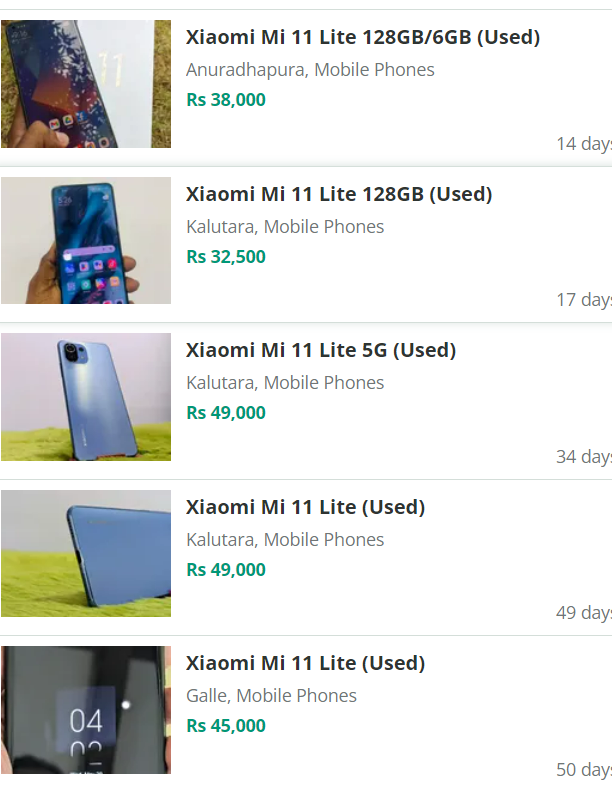 11
Xiaomi Mi 11 Lite 128GB/6GB (Used)
Anuradhapura, Mobile Phones
Rs 38,000
14 days
Xiaomi Mi 11 Lite 128GB (Used)
Kalutara, Mobile Phones
Rs 32,500
17 days
Xiaomi Mi 11 Lite 5G (Used)
Kalutara, Mobile Phones
Rs 49,000
34 days
Xiaomi Mi 11 Lite (Used)
Kalutara, Mobile Phones
Rs 49,000
49 days
04
Xiaomi Mi 11 Lite (Used)
Galle, Mobile Phones
Rs 45,000
50 days